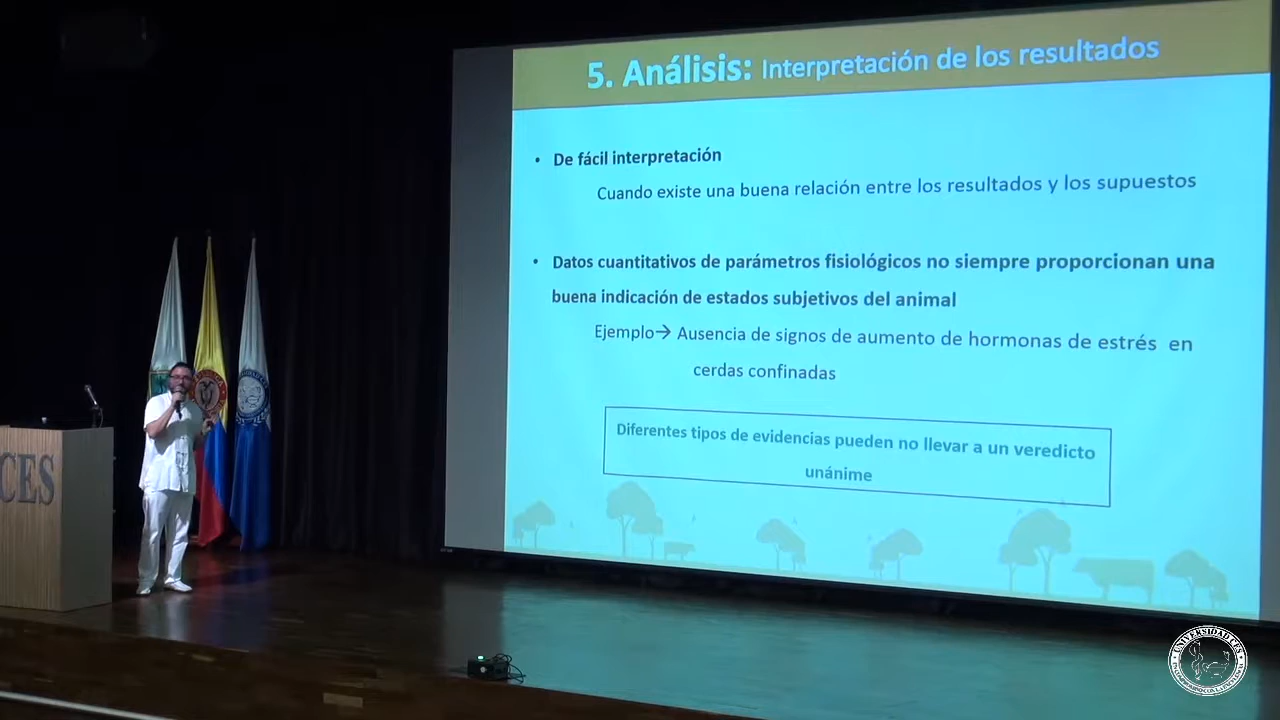 5. Análisis: Interpretación de los resultados
• De fácil interpretación
Cuando existe una buena relación entre los resultados y los supuestos
• Datos cuantitativos de parámetros fisiológicos no siempre proporcionan una
buena indicación de estados subjetivos del animal
Ejemplo→ Ausencia de signos de aumento de hormonas de estrés en
cerdas confinadas
Diferentes tipos de evidencias pueden no llevar a un veredicto
unánime
CES
UNIVERSIDAD CES